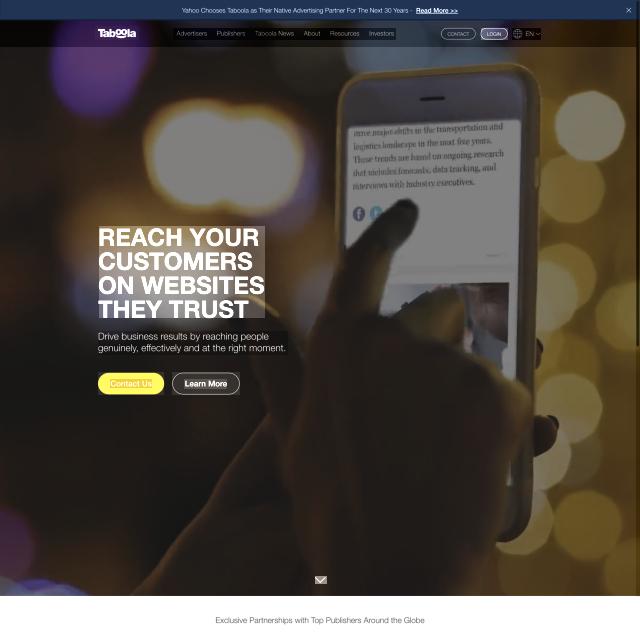 Yahoo Chooses Taboola as Their Native Advertising Partner For The Next 30 Years - Read More >>
Taboola
Advertisers Publishers Taboola News About Resources Investors
CONTACT LOGIN EN
more major shifts in the transportation and
logistics landscape in the next few years.
These trends are based on ongoing research
that includes forecasts, data tracking, and
interviews with industry executives.
REACH YOUR
CUSTOMERS
ON WEBSITES
THEY TRUST
Drive business results by reaching people
genuinely, effectively and at the right moment.
Contact Us Learn More
Exclusive Partnerships with Top Publishers Around the Globe